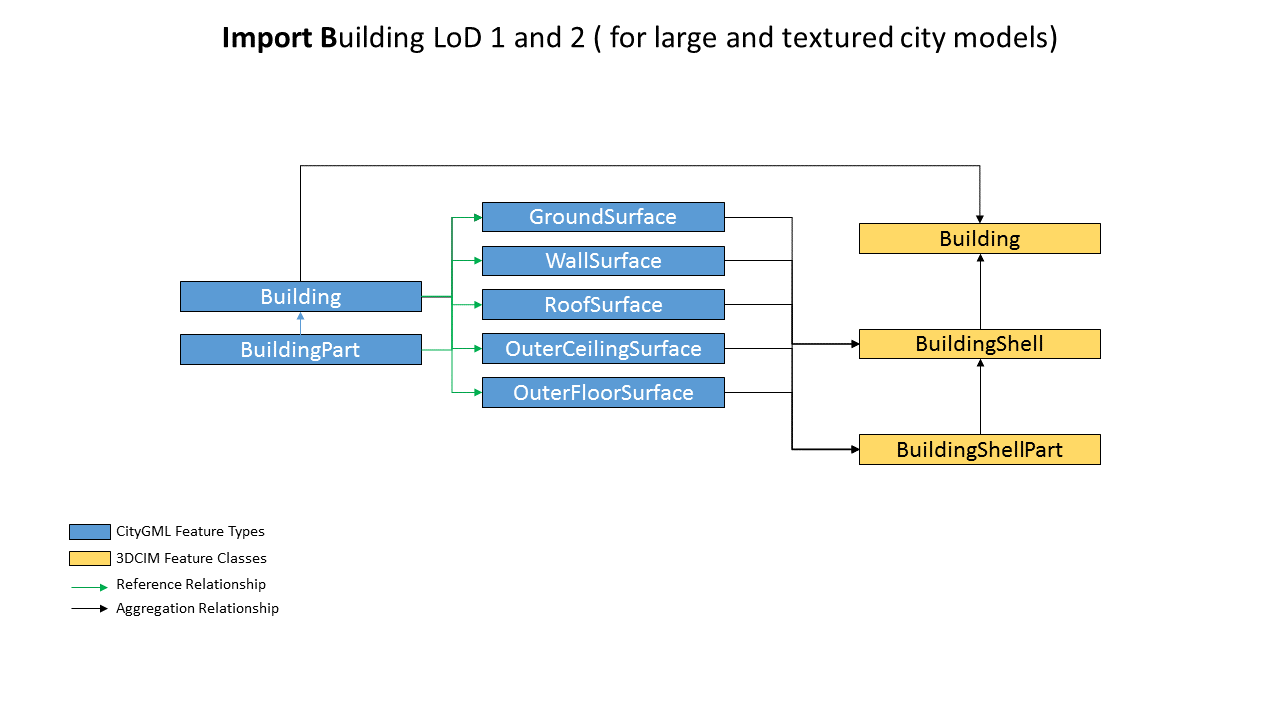 Import Building LoD 1 and 2 ( for large and textured city models)
GroundSurface
WallSurface
RoofSurface
OuterCeilingSurface
OuterFloorSurface
Building
BuildingPart
Building
BuildingShell
BuildingShellPart
CityGML Feature Types
3DCIM Feature Classes
Reference Relationship
Aggregation Relationship